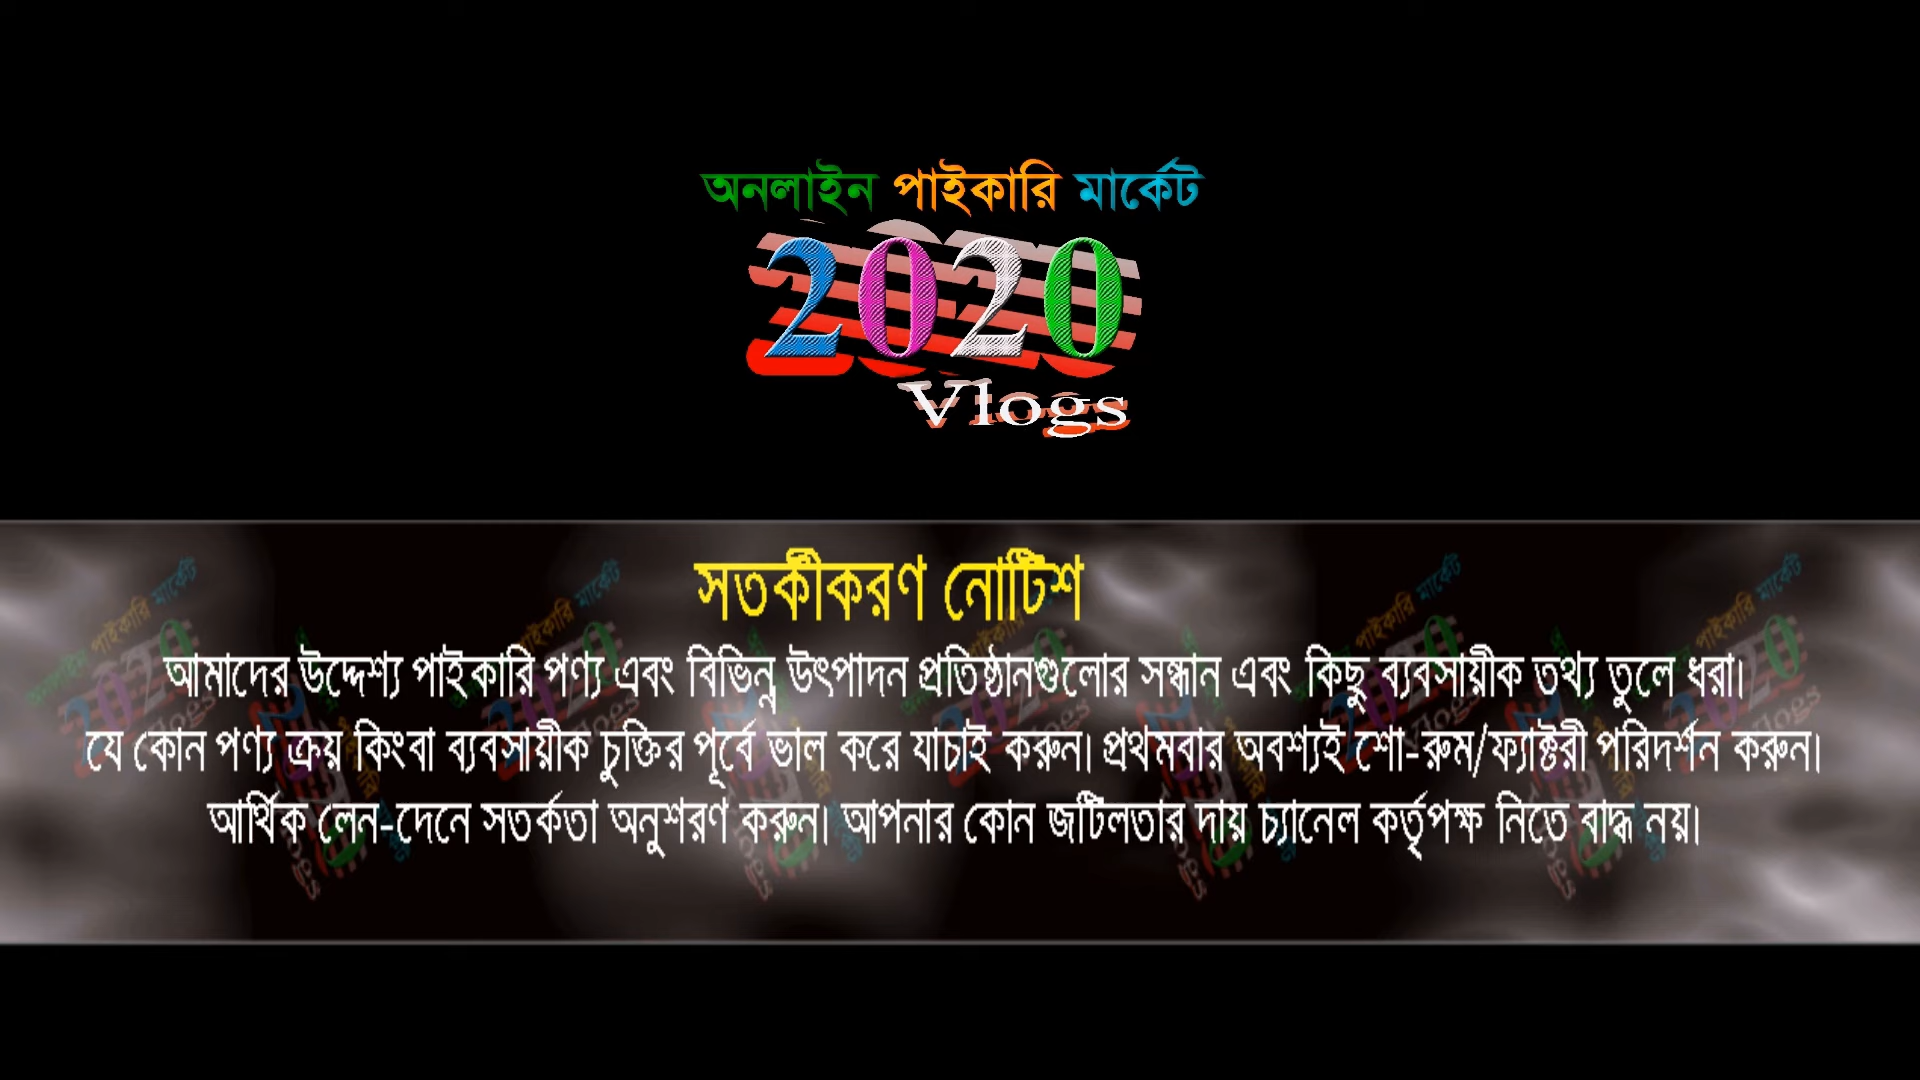 অনলাইন পাইকারি মার্কেট
2020
Vlogs
সতর্কীকরণ নোটিশ
আমাদের উদ্দেশ্য পাইকারি পণ্য এবং বিভিন্ন উৎপাদন প্রতিষ্ঠানগুলোর সন্ধান এবং কিছু ব্যবসায়ীক তথ্য তুলে ধরা।
যে কোন পণ্য ক্রয় কিংবা ব্যবসায়ীক চুক্তির পূর্বে ভাল করে যাচাই করুন। প্রথমবার অবশ্যই শো-রুম/ফ্যাক্টরী পরিদর্শন করুন।
আর্থিক লেন-দেনে সতর্কতা অনুশরণ করুন। আপনার কোন জটিলতার দায় চ্যানেল কর্তৃপক্ষ নিতে বাদ্ধ নয়।